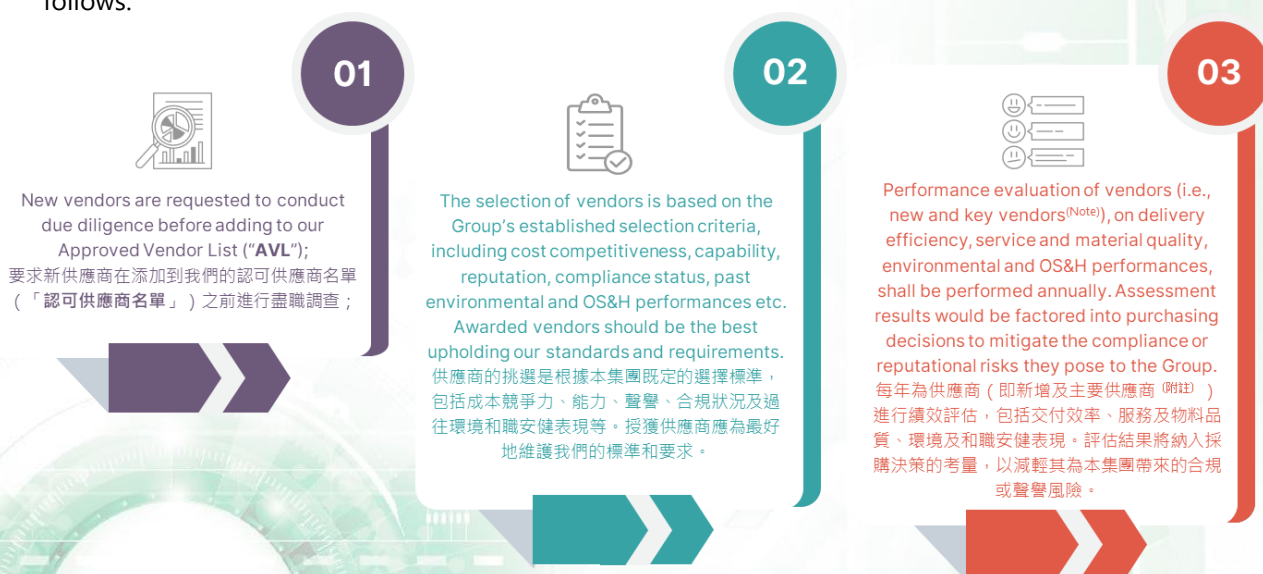 follows:
01
New vendors are requested to conduct
due diligence before adding to our
Approved Vendor List (“AVL”);
要求新供應商在添加到我們的認可供應商名單
(「認可供應商名單」)之前進行盡職調查;
02
The selection of vendors is based on the
Group’s established selection criteria,
including cost competitiveness, capability,
reputation, compliance status, past
environmental and OS&H performances etc.
Awarded vendors should be the best
upholding our standards and requirements.
供應商的挑選是根據本集團既定的選擇標準,
包括成本競爭力、能力、聲譽、合規狀況及過
往環境和職安健表現等。授獲供應商應為最好
地維護我們的標準和要求。
03
Performance evaluation of vendors (i.e.,
new and key vendors(Note)), on delivery
efficiency, service and material quality,
environmental and OS&H performances,
shall be performed annually. Assessment
results would be factored into purchasing
decisions to mitigate the compliance or
reputational risks they pose to the Group.
每年為供應商(即新增及主要供應商(附註))
進行績效評估,包括交付效率、服務及物料品
質、環境及和職安健表現。評估結果將納入採
購決策的考量,以減輕其為本集團帶來的合規
或聲譽風險。